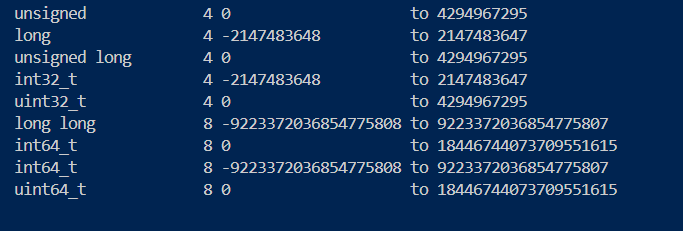 unsigned 4 0 to 4294967295
long 4 -2147483648 to 2147483647
unsigned long 4 0 to 4294967295
int32_t 4 -2147483648 to 2147483647
uint32_t 4 0 to 4294967295
long long 8 -9223372036854775808 to 9223372036854775807
int64_t 8 0 to 18446744073709551615
int64_t 8 -9223372036854775808 to 9223372036854775807
uint64_t 8 0 to 18446744073709551615